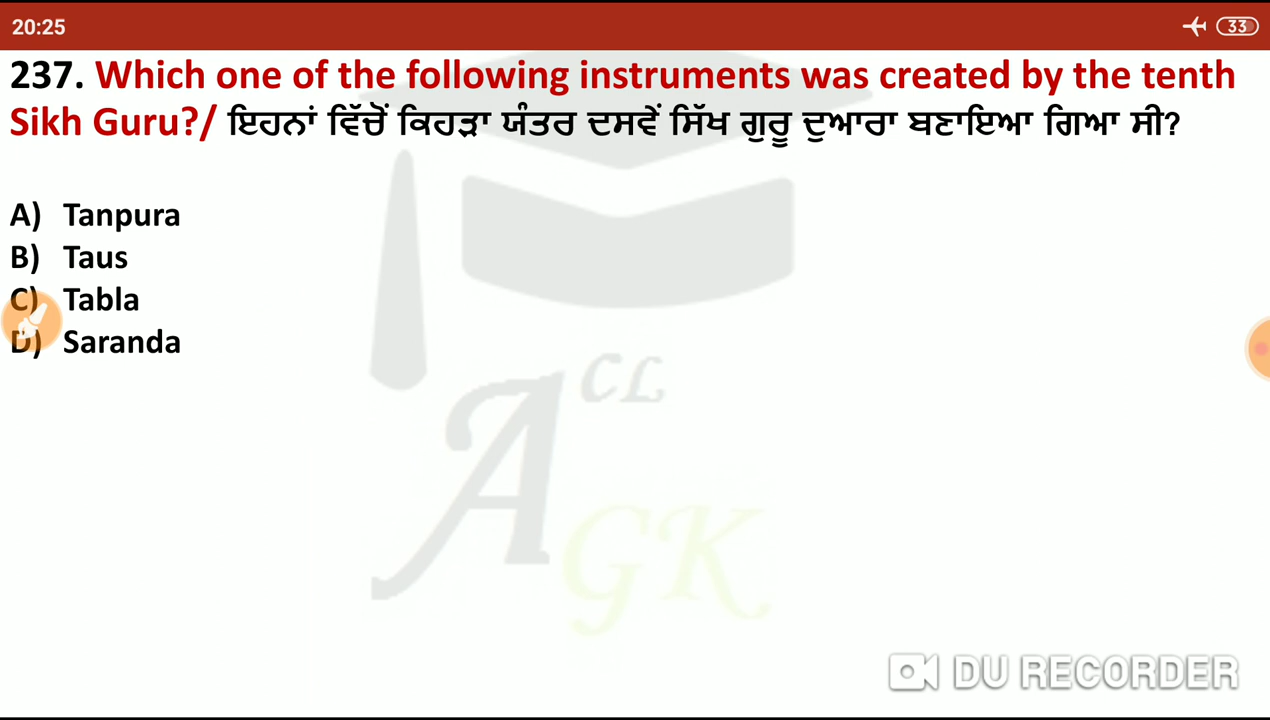 20:25
33
237. Which one of the following instruments was created by the tenth
Sikh Guru?/ ਇਹਨਾਂ ਵਿੱਚੋਂ ਕਿਹੜਾ ਯੰਤਰ ਦਸਵੇਂ ਸਿੱਖ ਗੁਰੂ ਦੁਆਰਾ ਬਣਾਇਆ ਗਿਆ ਸੀ?
A) Tanpura
B) Taus
C) Tabla
D) Saranda
A CL
GK
DU RECORDER